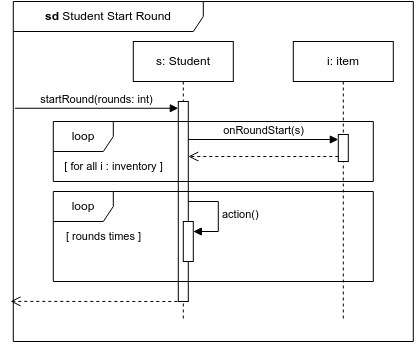 sd Student Start Round
s: Student
i: item
startRound(rounds: int)
loop
onRoundStart(s)
[ for all i : inventory ]
loop
action()
[ rounds times ]